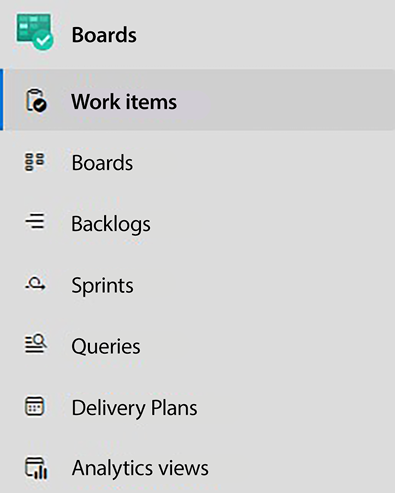 Boards
Work items
Boards
Backlogs
Sprints
Queries
Delivery Plans
Analytics views